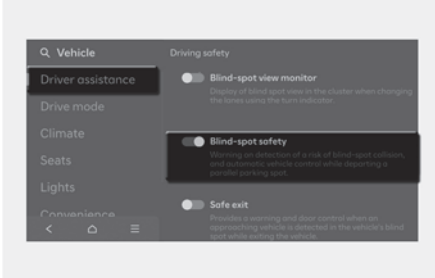 Vehicle
Driving safety
Driver assistance
Blind-spot view monitor
Display of blind spot view in the cluster when changing
the lanes using the turn indicator.
Drive mode
Climate
Blind-spot safety
Warning on detection of a risk of blind-spot collision,
and automatic vehicle control while departing a
parallel parking spot.
Seats
Lights
Convenience
Safe exit
Provides a warning and door control when an
approaching vehicle is detected in the vehicle's blind
spot while exiting the vehicle.